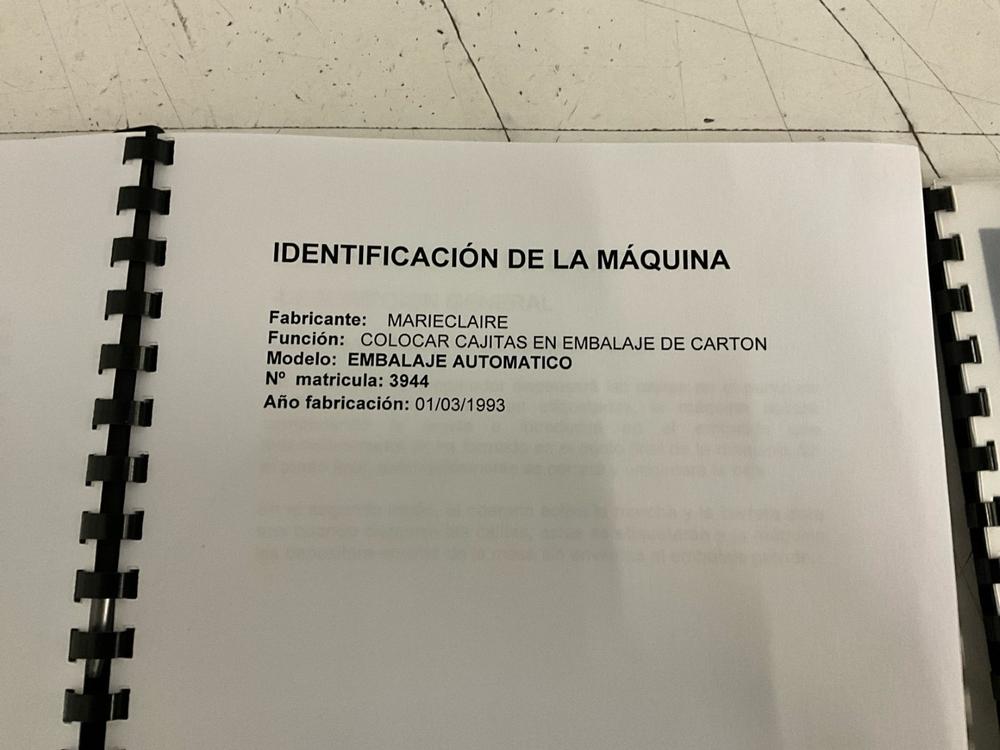 IDENTIFICACIÓN DE LA MÁQUINA
Fabricante: MARIECLAIRE
Función: COLOCAR CAJITAS EN EMBALAJE DE CARTON
Modelo: EMBALAJE AUTOMATICO
Nº matricula: 3944
Año fabricación: 01/03/1993